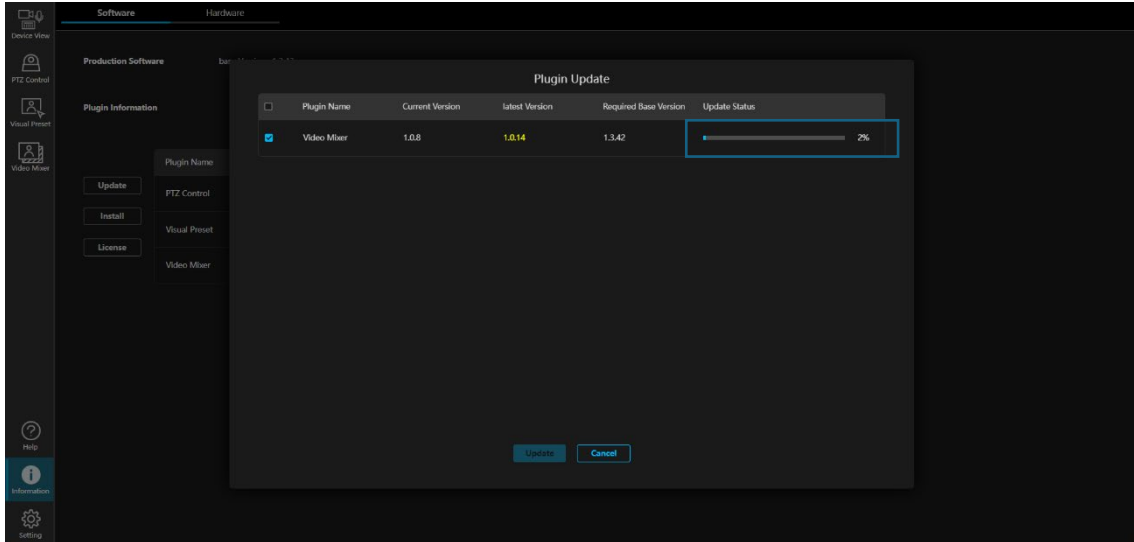 Software Hardware
Device View
PTZ Control
Visual Preset
Video Mixer
Production Software
Plugin Information
Plugin Name
Update
PTZ Control
Install
Visual Preset
License
Video Mixer
Plugin Update
Plugin Name Current Version latest Version Required Base Version Update Status
Video Mixer 1.0.8 1.0.14 1.3.42 2%
Update Cancel
Help
Information
Setting